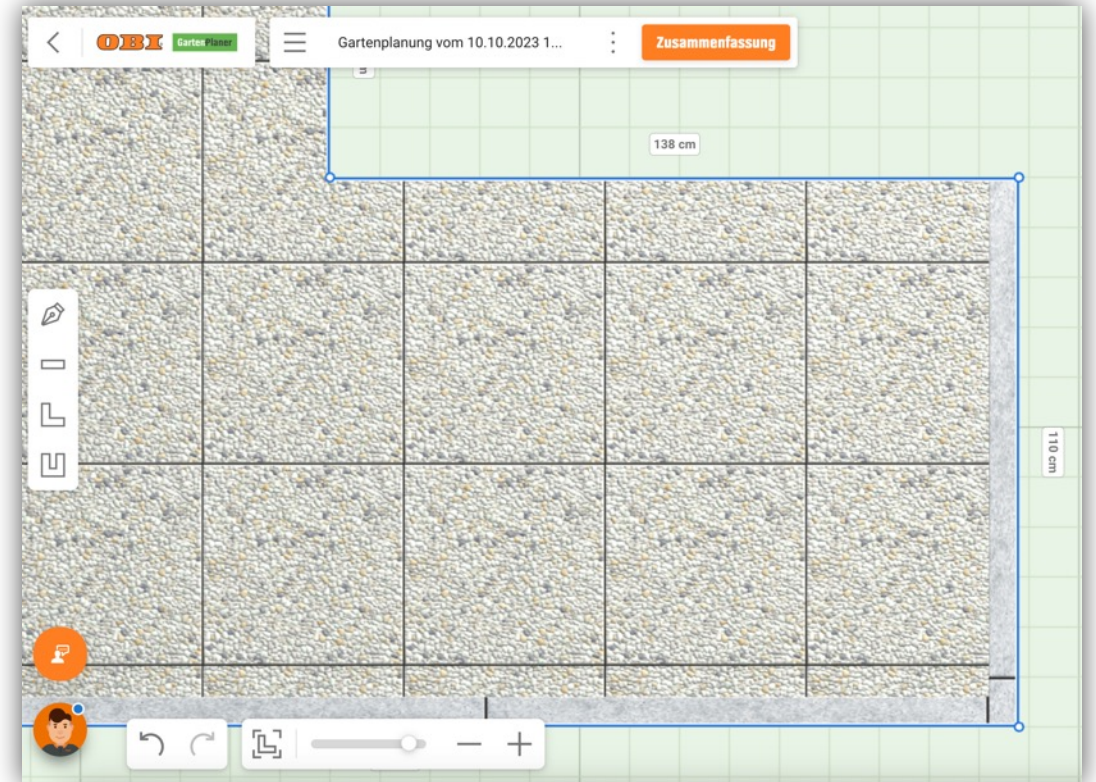 OBI GartenPlaner
Gartenplanung vom 10.10.2023 1...
Zusammenfassung
138 cm
110 cm